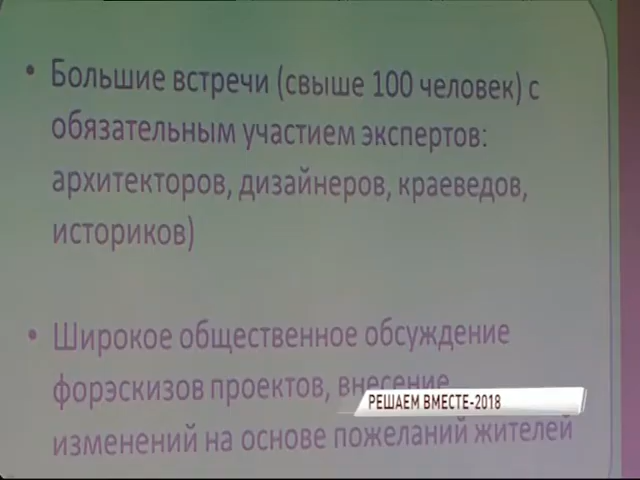 • Большие встречи (свыше 100 человек) с
обязательным участием экспертов:
архитекторов, дизайнеров, краеведов,
историков)
• Широкое общественное обсуждение
форэскизов проектов, внесение
изменений на основе пожеланий жителей
РЕШАЕМ ВМЕСТЕ-2018